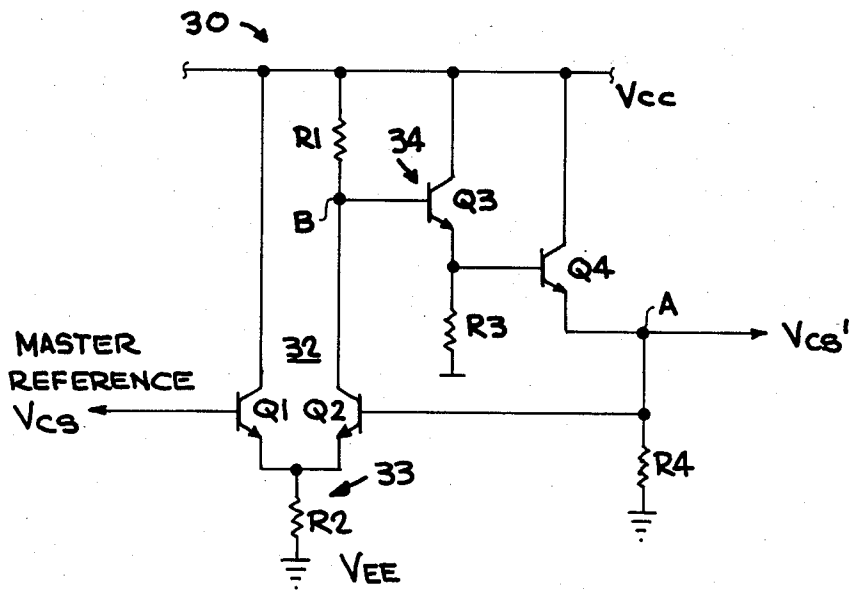 30
Vcc
R1
34
Q3
B
Q4
A
R3
Vcs'
MASTER
REFERENCE
Vcs
32
Q1
Q2
33
R4
R2
VEE